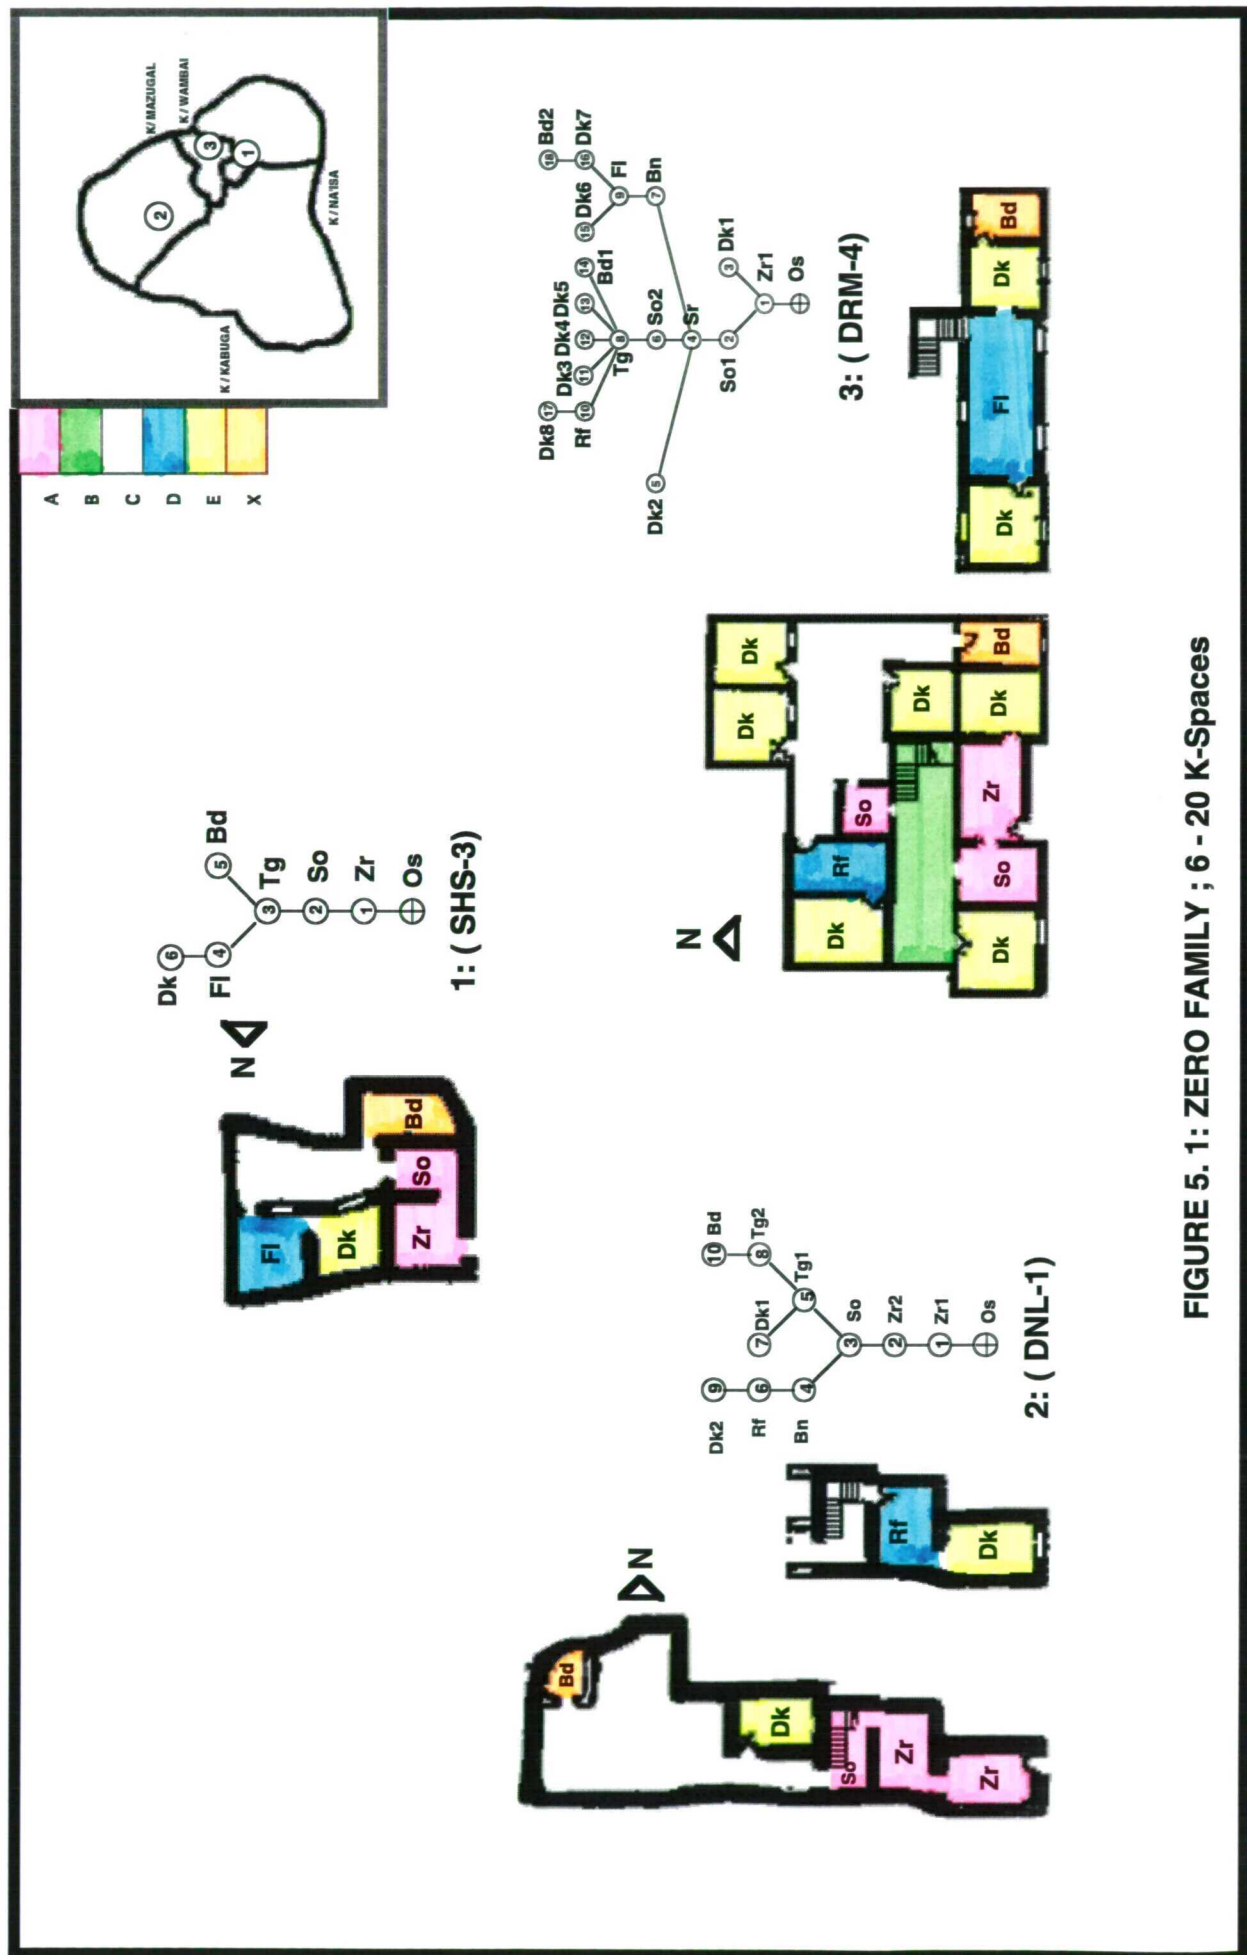 K/ MAZUGAL
K / WAMBAI
K / KABUGA
K / NA'ISA
2
3
1
A
B
C
D
E
X
Dk 6
5 Bd
Fl 4
3 Tg
2 So
1 Zr
Os
1: ( SHS-3)
N
Fl
Dk
Zr
So
Bd
Dk2 9
10 Bd
Rf 6
7 Dk1
8 Tg2
Bn 4
5 Tg1
3 So
2 Zr2
1 Zr1
Os
2: ( DNL-1)
N
Bd
Dk
So
Zr
Zr
Rf
Dk
Dk8 17
18 Bd2
Rf 10
11 Dk3
12 Dk4
13 Dk5
14 Bd1
15 Dk6
16 Dk7
8 Tg
9 Fl
Dk2 5
6 So2
7 Bn
4 Sr
So1 2
3 Dk1
1 Zr1
Os
3: ( DRM-4)
N
Dk
Dk
Dk
Rf
So
Dk
Dk
So
Zr
Dk
Bd
Dk
Fl
Dk
Bd
FIGURE 5. 1: ZERO FAMILY ; 6 - 20 K-Spaces